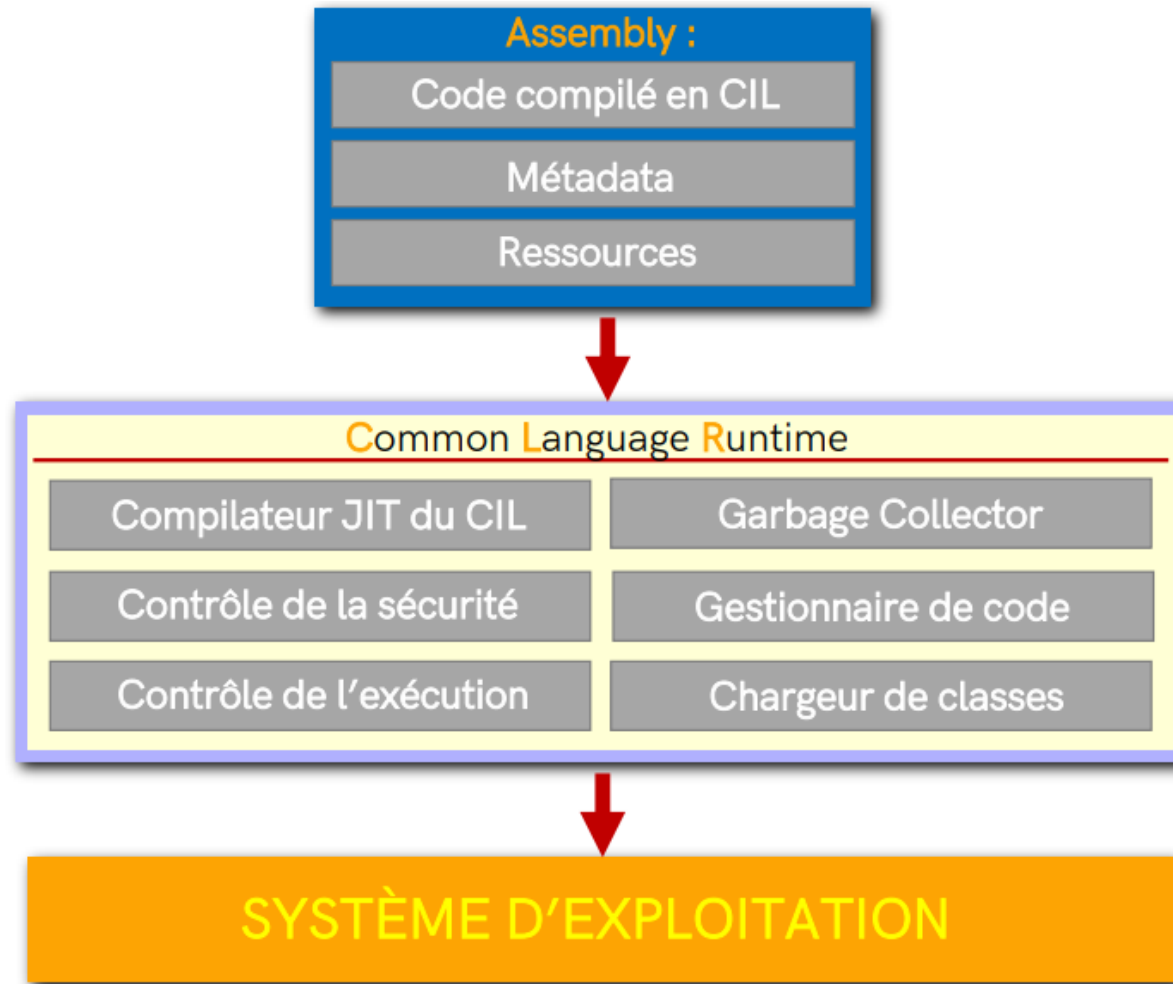 Assembly :
Code compilé en CIL
Métadata
Ressources
Common Language Runtime
Compilateur JIT du CIL
Garbage Collector
Contrôle de la sécurité
Gestionnaire de code
Contrôle de l'exécution
Chargeur de classes
SYSTÈME D'EXPLOITATION